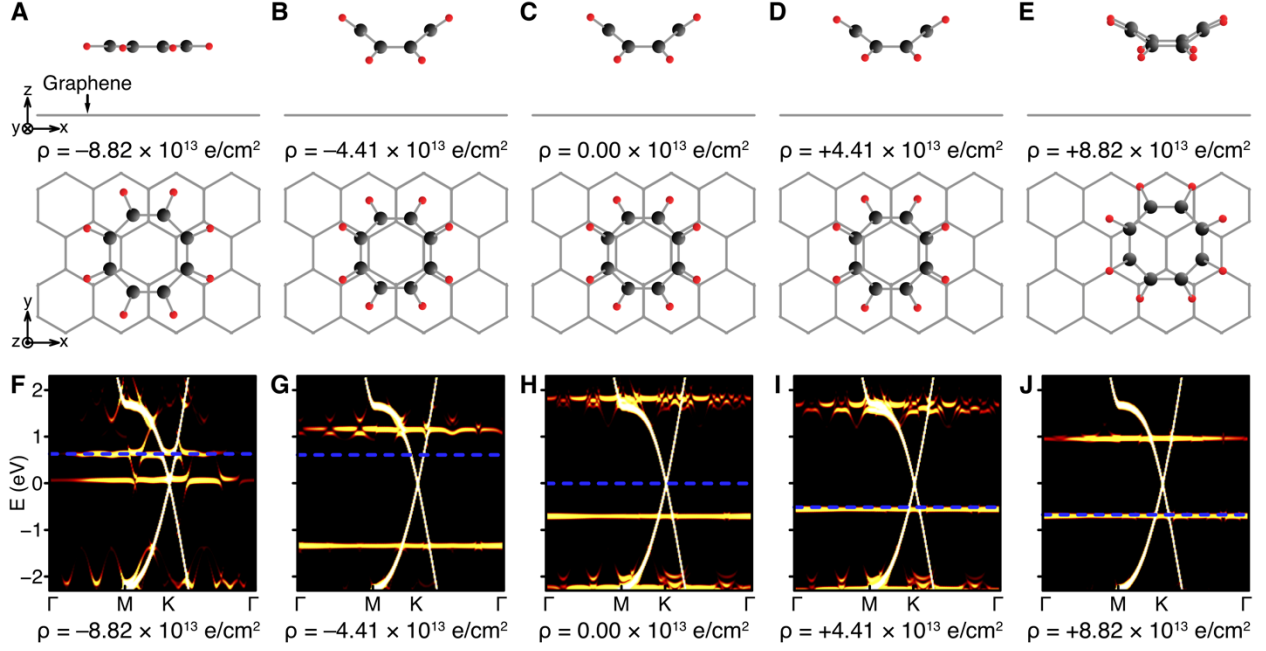 A B C D E
Graphene
z
y x
ρ = –8.82 × 10¹³ e/cm² ρ = –4.41 × 10¹³ e/cm² ρ = 0.00 × 10¹³ e/cm² ρ = +4.41 × 10¹³ e/cm² ρ = +8.82 × 10¹³ e/cm²
y
z x
F G H I J
2
1
0
–1
–2
E (eV)
Γ M K Γ Γ M K Γ Γ M K Γ Γ M K Γ Γ M K Γ
ρ = –8.82 × 10¹³ e/cm² ρ = –4.41 × 10¹³ e/cm² ρ = 0.00 × 10¹³ e/cm² ρ = +4.41 × 10¹³ e/cm² ρ = +8.82 × 10¹³ e/cm²